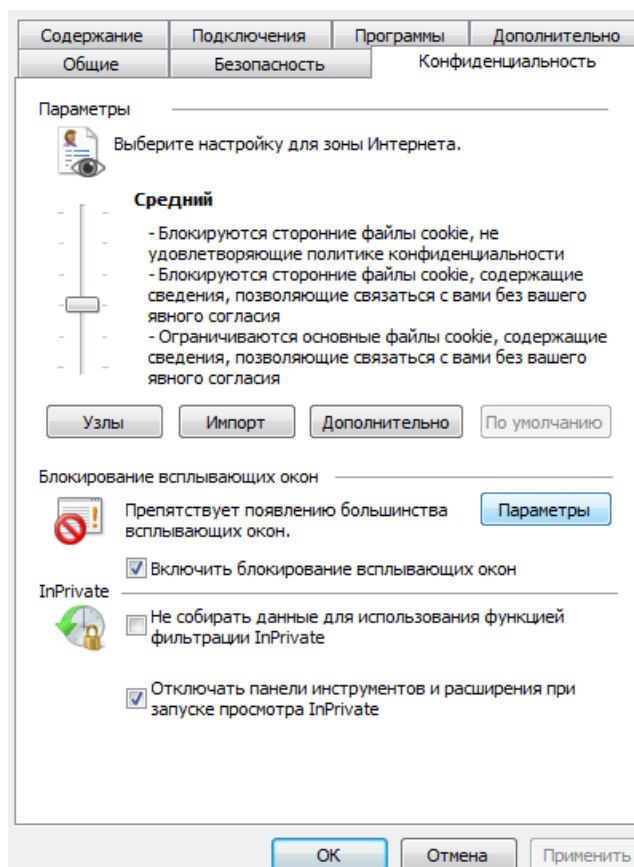 Содержание Подключения Программы Дополнительно
Общие Безопасность Конфиденциальность
Параметры
Выберите настройку для зоны Интернета.
Средний
- Блокируются сторонние файлы cookie, не
удовлетворяющие политике конфиденциальности
- Блокируются сторонние файлы cookie, содержащие
сведения, позволяющие связаться с вами без вашего
явного согласия
- Ограничиваются основные файлы cookie, содержащие
сведения, позволяющие связаться с вами без вашего
явного согласия
Узлы Импорт Дополнительно По умолчанию
Блокирование всплывающих окон
Препятствует появлению большинства
всплывающих окон.
Параметры
Включить блокирование всплывающих окон
InPrivate
Не собирать данные для использования функцией
фильтрации InPrivate
Отключать панели инструментов и расширения при
запуске просмотра InPrivate
ОК Отмена Применить